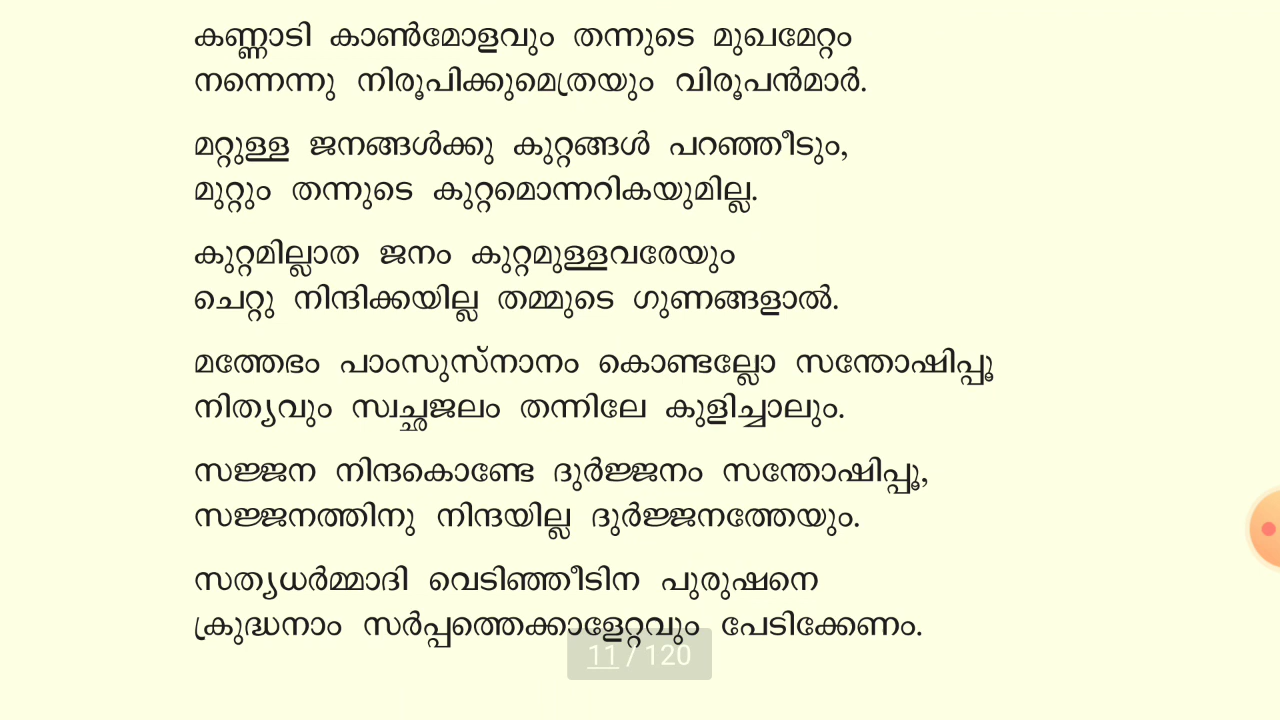 കണ്ണാടി കാൺമോളവും തന്നുടെ മുഖമേറ്റം
നന്നെന്നു നിരൂപിക്കുമെത്രയും വിരൂപൻമാർ.
മറ്റുള്ള ജനങ്ങൾക്കു കുറ്റങ്ങൾ പറഞ്ഞീടും,
മുറ്റും തന്നുടെ കുറ്റമൊന്നറികയുമില്ല.
കുറ്റമില്ലാത ജനം കുറ്റമുള്ളവരേയും
ചെറ്റു നിന്ദിക്കയില്ല തമ്മുടെ ഗുണങ്ങളാൽ.
മത്തേഭം പാംസുസ്നാനം കൊണ്ടല്ലോ സന്തോഷിപ്പൂ
നിത്യവും സ്വച്ഛജലം തന്നിലേ കുളിച്ചാലും.
സജ്ജന നിന്ദകൊണ്ടേ ദുർജ്ജനം സന്തോഷിപ്പൂ,
സജ്ജനത്തിനു നിന്ദയില്ല ദുർജ്ജനത്തേയും.
സത്യധർമ്മാദി വെടിഞ്ഞീടിന പുരുഷനെ
ക്രുദ്ധനാം സർപ്പത്തെക്കാളേറ്റവും പേടിക്കേണം.
11 / 120